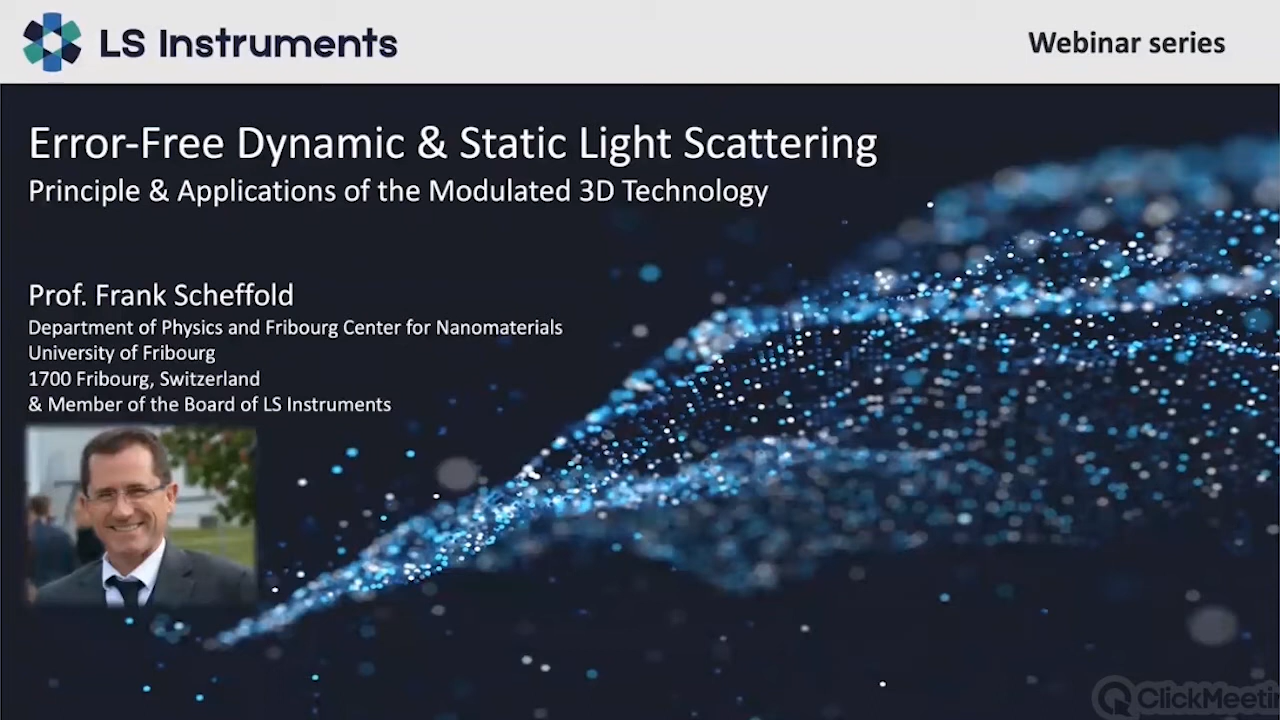 LS Instruments
Webinar series
Error-Free Dynamic & Static Light Scattering
Principle & Applications of the Modulated 3D Technology
Prof. Frank Scheffold
Department of Physics and Fribourg Center for Nanomaterials
University of Fribourg
1700 Fribourg, Switzerland
& Member of the Board of LS Instruments
ClickMeetin